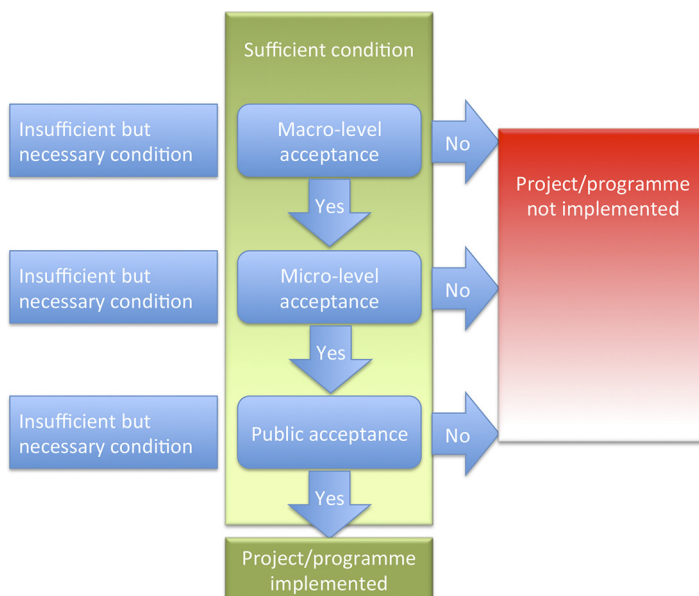 Sufficient condition
Insufficient but
necessary condition
Macro-level
acceptance
No
Project/programme
not implemented
Yes
Insufficient but
necessary condition
Micro-level
acceptance
No
Yes
Insufficient but
necessary condition
Public acceptance
No
Yes
Project/programme
implemented